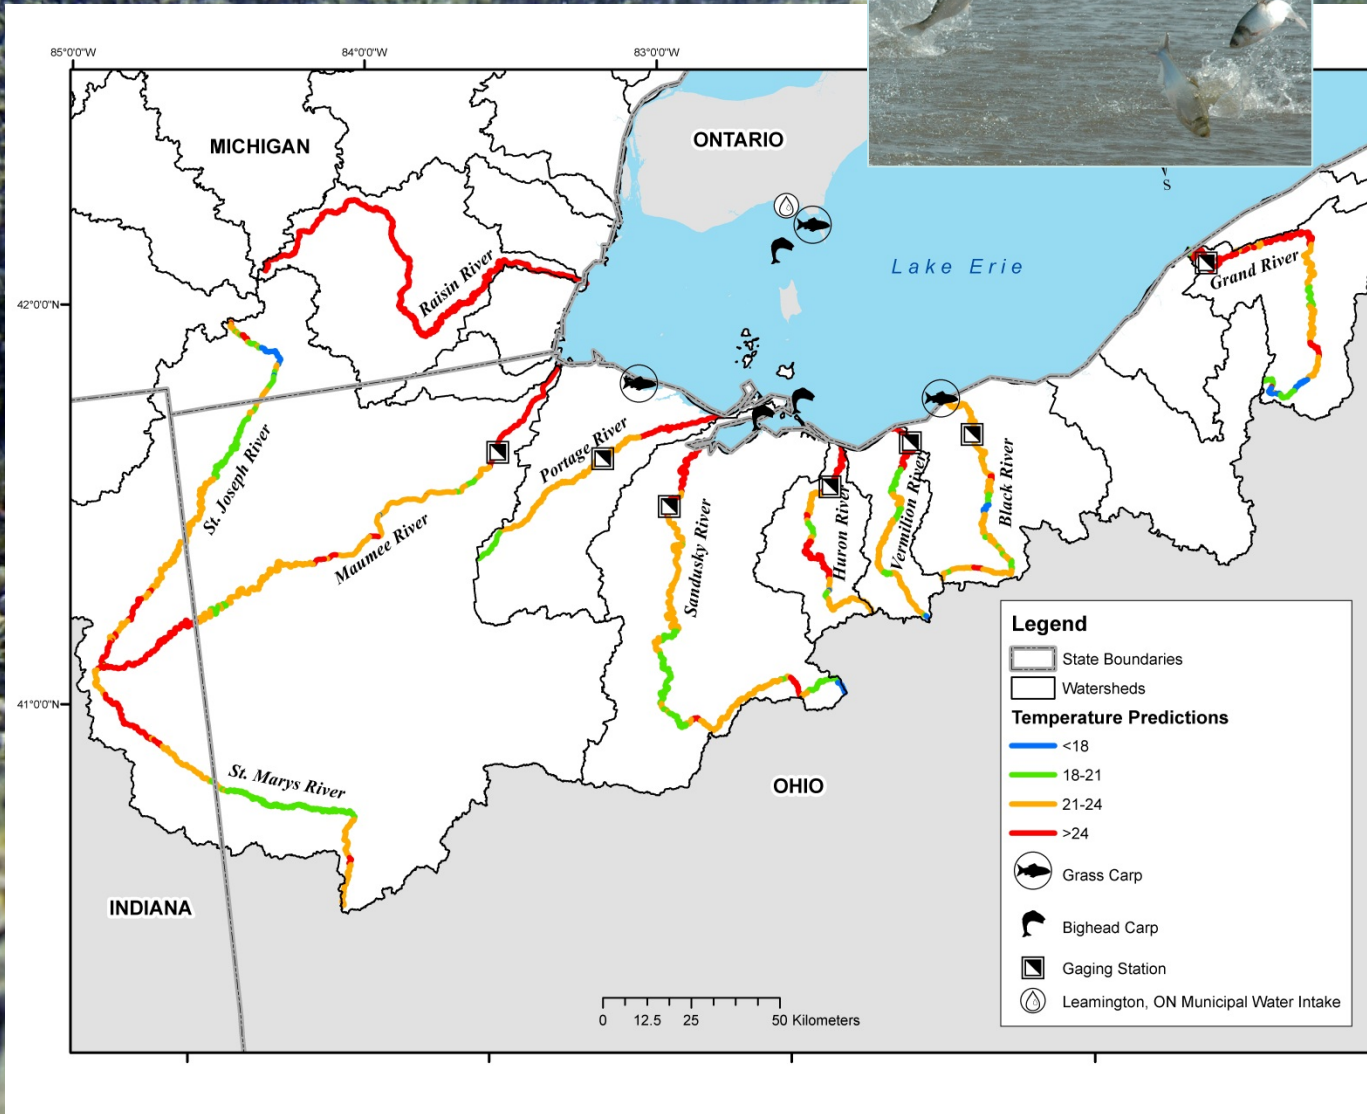 85°0'0"W
84°0'0"W
83°0'0"W
MICHIGAN
ONTARIO
S
Lake Erie
Grand River
Raisin River
42°0'0"N
St. Joseph River
Maumee River
Portage River
Sandusky River
Huron River
Vermilion River
Black River
41°0'0"N
St. Marys River
OHIO
INDIANA
Legend
State Boundaries
Watersheds
Temperature Predictions
<18
18-21
21-24
>24
Grass Carp
Bighead Carp
Gaging Station
Leamington, ON Municipal Water Intake
0 12.5 25 50 Kilometers